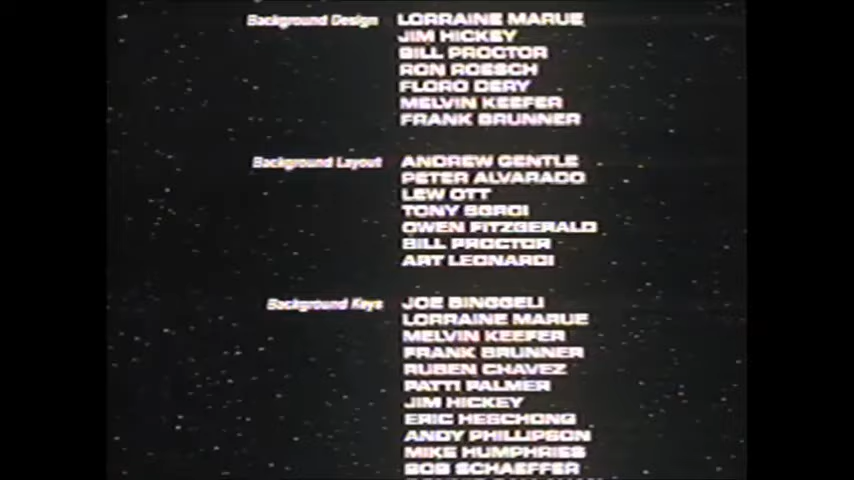 Background Design LORRAINE MARUE
JIM HICKEY
BILL PROCTOR
RON ROESCH
FLORO DERY
MELVIN KEEFER
FRANK BRUNNER
Background Layout ANDREW GENTLE
PETER ALVARADO
LEW OTT
TONY SGROI
OWEN FITZGERALD
BILL PROCTOR
ART LEONARDI
Background Keys JOE BINGGELI
LORRAINE MARUE
MELVIN KEEFER
FRANK BRUNNER
RUBEN CHAVEZ
PATTI PALMER
JIM HICKEY
ERIC HESCHONG
ANDY PHILLIPSON
MIKE HUMPHRIES
BOB SCHAEFFER